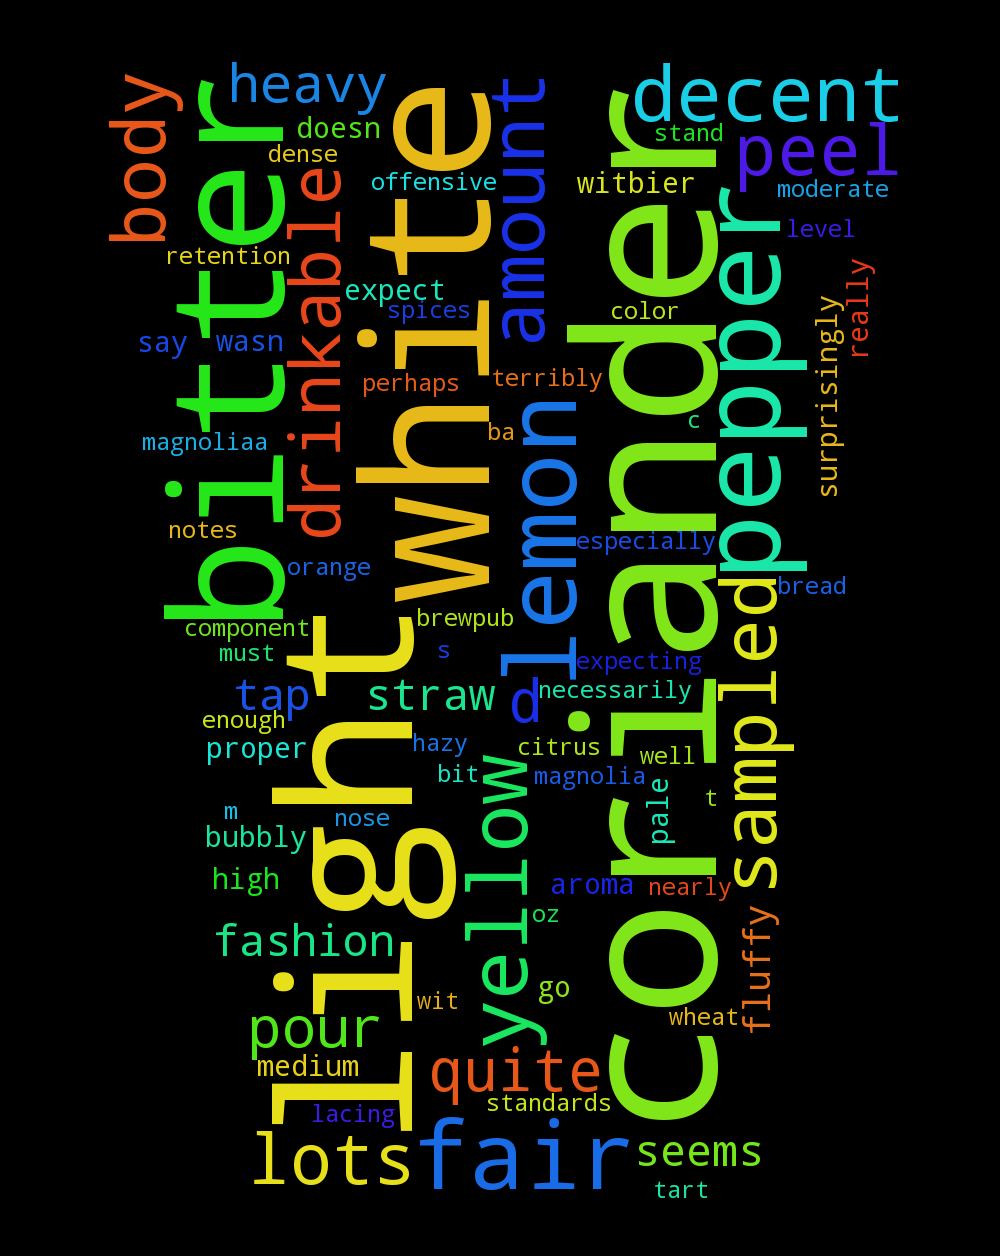 heavy
decent
body
bitter
white
amount
coriander
doesn
stand
peel
dense
offensive
witbier
moderate
drinkable
pepper
level
retention
expect
spices
color
really
surprisingly
say
wasn
perhaps
terribly
light
lemon
c
magnoliaa
ba
notes
especially
orange
bread
sampled
component
brewpub
must
s
expecting
tap
straw
d
necessarily
enough
proper
hazy
citrus
well
yellow
bit
magnolia
pale
t
m
nose
bubbly
high
aroma
nearly
fluffy
oz
fashion
go
wit
wheat
pour
medium
quite
standards
lacing
lots
fair
seems
tart